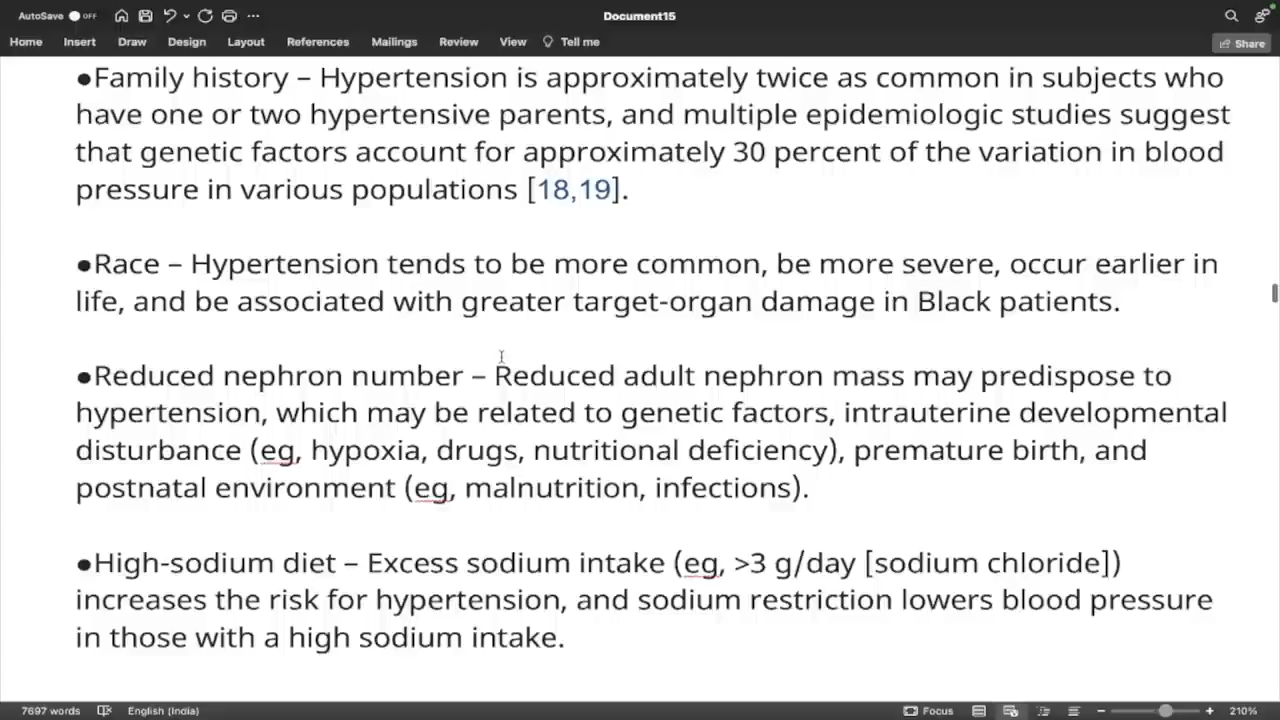 AutoSave OFF
Document15
Home Insert Draw Design Layout References Mailings Review View Tell me
Share
●Family history – Hypertension is approximately twice as common in subjects who
have one or two hypertensive parents, and multiple epidemiologic studies suggest
that genetic factors account for approximately 30 percent of the variation in blood
pressure in various populations [18,19].
●Race – Hypertension tends to be more common, be more severe, occur earlier in
life, and be associated with greater target-organ damage in Black patients.
●Reduced nephron number – Reduced adult nephron mass may predispose to
hypertension, which may be related to genetic factors, intrauterine developmental
disturbance (eg, hypoxia, drugs, nutritional deficiency), premature birth, and
postnatal environment (eg, malnutrition, infections).
●High-sodium diet – Excess sodium intake (eg, >3 g/day [sodium chloride])
increases the risk for hypertension, and sodium restriction lowers blood pressure
in those with a high sodium intake.
7697 words English (India) Focus 210%